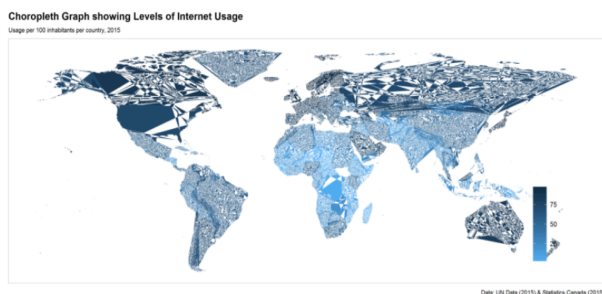 Choropleth Graph showing Levels of Internet Usage
Usage per 100 inhabitants per country, 2015
75
50
Data: UN Data (2015) & Statistics Canada (2015